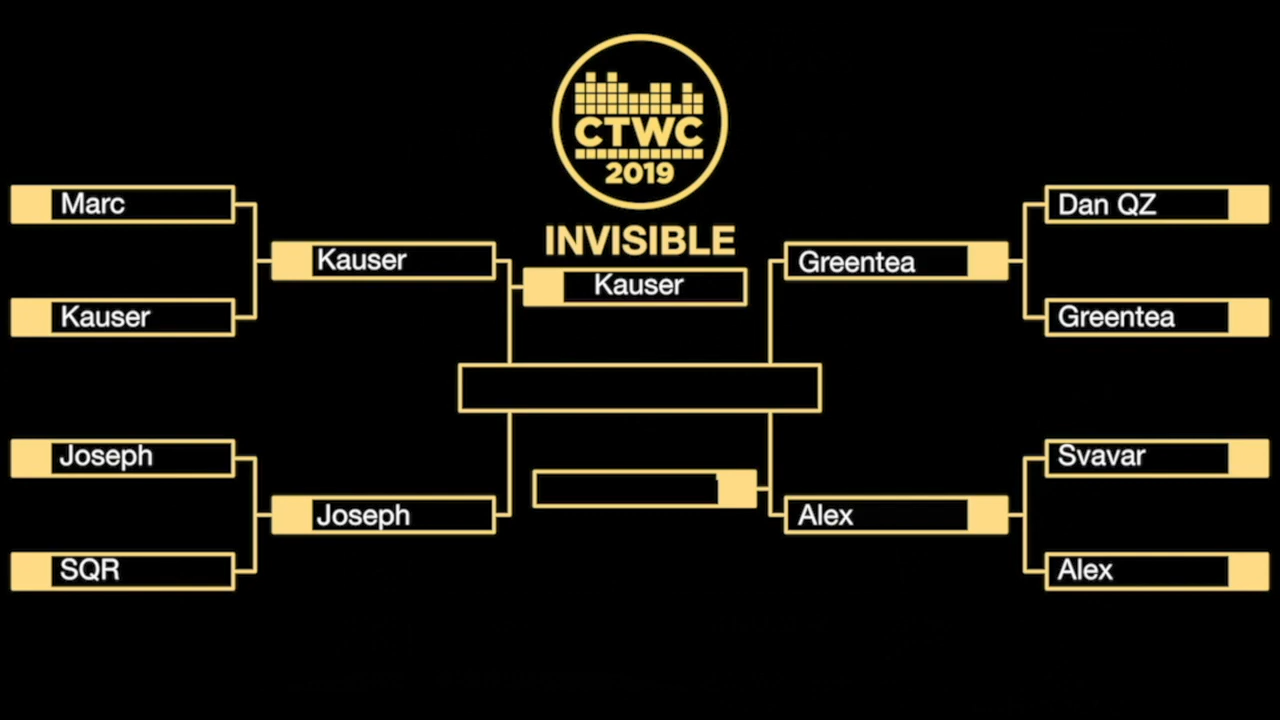 CTWC
2019
INVISIBLE
Marc
Kauser
Joseph
SQR
Kauser
Joseph
Kauser
Greentea
Alex
Dan QZ
Greentea
Svavar
Alex